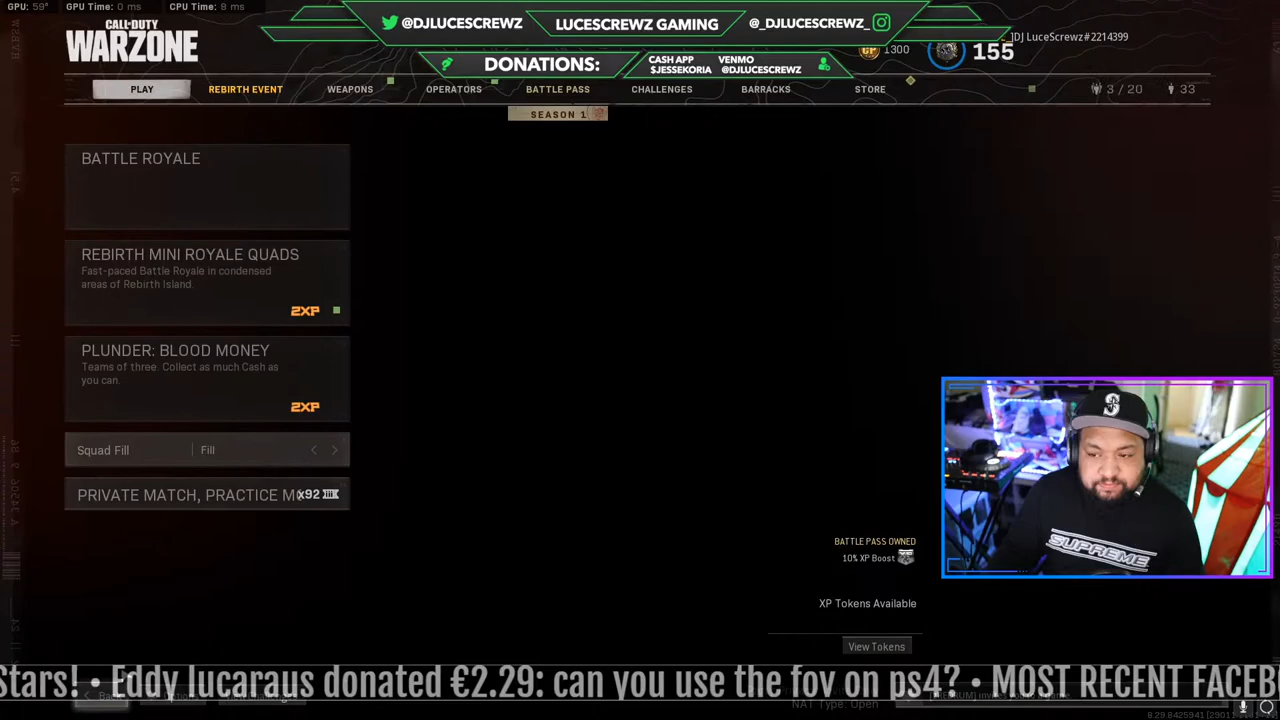 GPU: 59° GPU Time: 0 ms CPU Time: 9 ms
CALL OF DUTY
WARZONE
@DJLUCESCREWZ
LUCESCREWZ GAMING
@_DJLUCESCREWZ_
DONATIONS:
CASH APP
$JESSEKORIA
VENMO
@DJLUCESCREWZ
1300
155
]DJ LuceScrewz#2214399
PLAY
REBIRTH EVENT
WEAPONS
OPERATORS
BATTLE PASS
CHALLENGES
BARRACKS
STORE
3 / 20
33
SEASON 1
BATTLE ROYALE
REBIRTH MINI ROYALE QUADS
Fast-paced Battle Royale in condensed
areas of Rebirth Island.
2XP
PLUNDER: BLOOD MONEY
Teams of three. Collect as much Cash as
you can.
2XP
Squad Fill
Fill
PRIVATE MATCH, PRACTICE M
x92
SUPREME
BATTLE PASS OWNED
10% XP Boost
XP Tokens Available
View Tokens
Stars! • Eddy lucaraus donated €2.29: can you use the fov on ps4? • MOST RECENT FACEB
NAT Type: Open